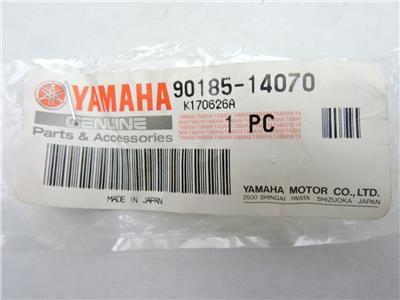 YAMAHA 90185-14070
K170626A
GENUINE
Parts & Accessories
1 PC
MADE IN JAPAN
YAMAHA MOTOR CO., LTD.
2500 SHINGAI IWATA SHIZUOKA JAPAN